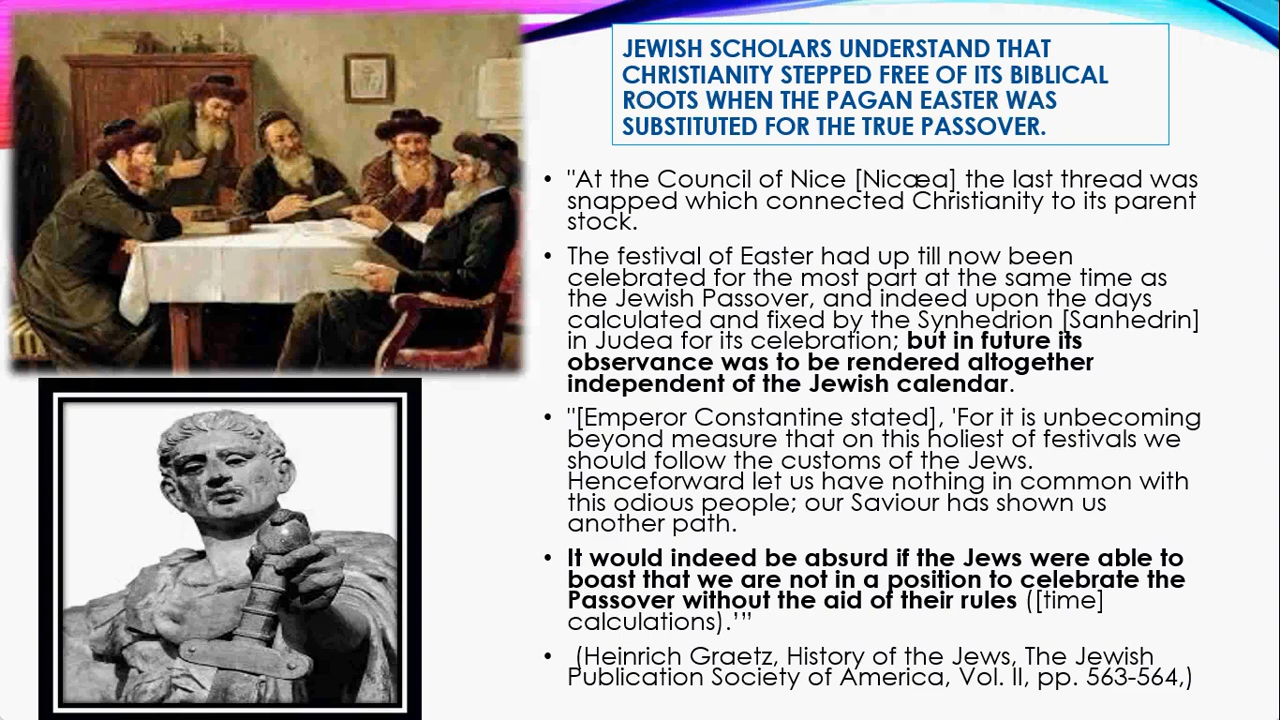 JEWISH SCHOLARS UNDERSTAND THAT
CHRISTIANITY STEPPED FREE OF ITS BIBLICAL
ROOTS WHEN THE PAGAN EASTER WAS
SUBSTITUTED FOR THE TRUE PASSOVER.
• "At the Council of Nice [Nicæa] the last thread was
snapped which connected Christianity to its parent
stock.
• The festival of Easter had up till now been
celebrated for the most part at the same time as
the Jewish Passover, and indeed upon the days
calculated and fixed by the Synhedrion [Sanhedrin]
in Judea for its celebration; but in future its
observance was to be rendered altogether
independent of the Jewish calendar.
• "[Emperor Constantine stated], 'For it is unbecoming
beyond measure that on this holiest of festivals we
should follow the customs of the Jews.
Henceforward let us have nothing in common with
this odious people; our Saviour has shown us
another path.
• It would indeed be absurd if the Jews were able to
boast that we are not in a position to celebrate the
Passover without the aid of their rules ([time]
calculations).’”
• (Heinrich Graetz, History of the Jews, The Jewish
Publication Society of America, Vol. II, pp. 563-564,)